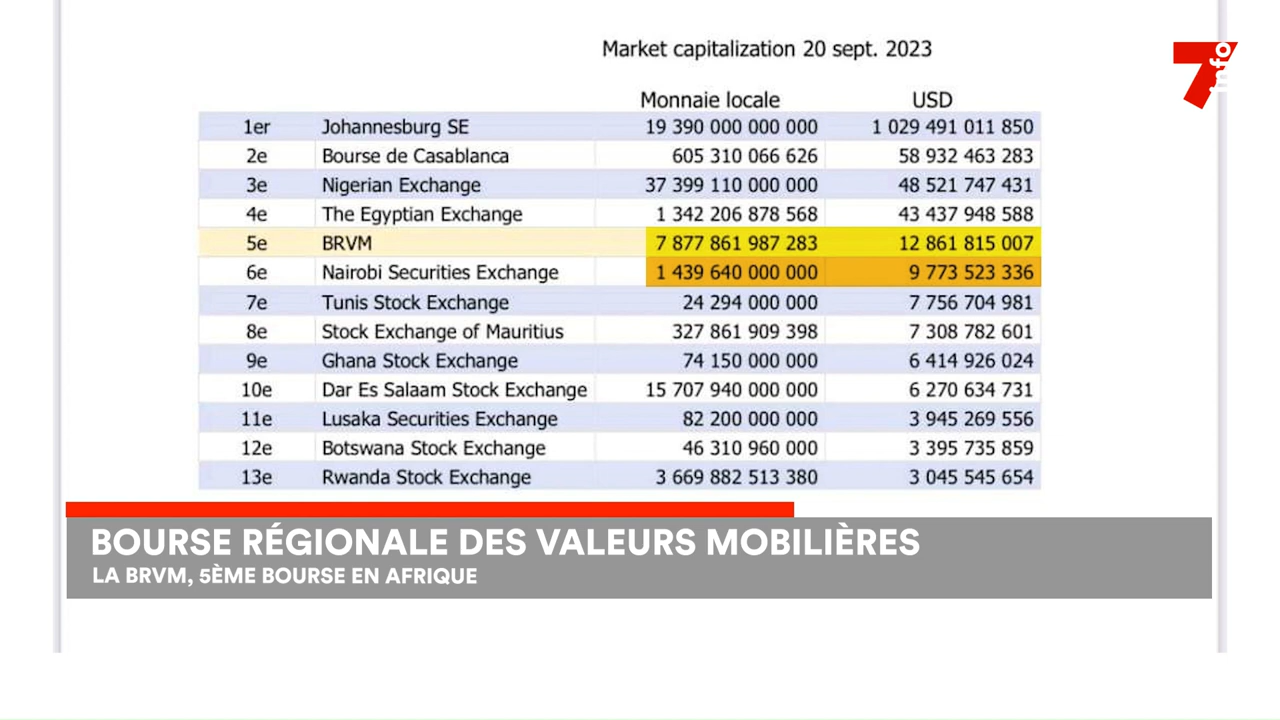 Market capitalization 20 sept. 2023
7 info
Monnaie locale USD
1er Johannesburg SE 19 390 000 000 000 1 029 491 011 850
2e Bourse de Casablanca 605 310 066 626 58 932 463 283
3e Nigerian Exchange 37 399 110 000 000 48 521 747 431
4e The Egyptian Exchange 1 342 206 878 568 43 437 948 588
5e BRVM 7 877 861 987 283 12 861 815 007
6e Nairobi Securities Exchange 1 439 640 000 000 9 773 523 336
7e Tunis Stock Exchange 24 294 000 000 7 756 704 981
8e Stock Exchange of Mauritius 327 861 909 398 7 308 782 601
9e Ghana Stock Exchange 74 150 000 000 6 414 926 024
10e Dar Es Salaam Stock Exchange 15 707 940 000 000 6 270 634 731
11e Lusaka Securities Exchange 82 200 000 000 3 945 269 556
12e Botswana Stock Exchange 46 310 960 000 3 395 735 859
13e Rwanda Stock Exchange 3 669 882 513 380 3 045 545 654
BOURSE RÉGIONALE DES VALEURS MOBILIÈRES
LA BRVM, 5ÈME BOURSE EN AFRIQUE